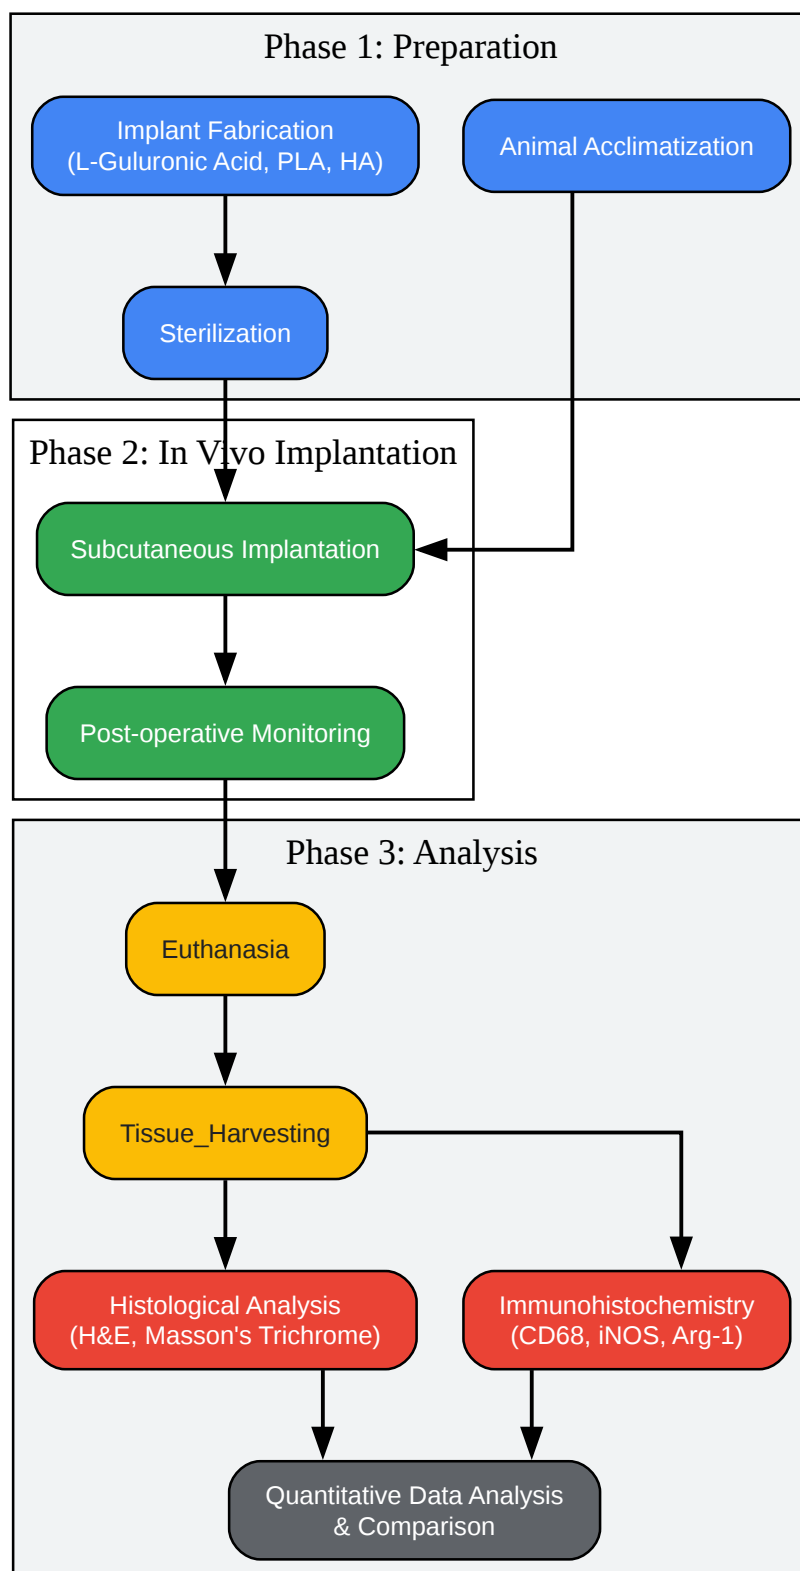 Phase 1: Preparation
Implant Fabrication
(L-Guluronic Acid, PLA, HA)
Animal Acclimatization
Sterilization
Phase 2: In Vivo Implantation
Subcutaneous Implantation
Post-operative Monitoring
Phase 3: Analysis
Euthanasia
Tissue_Harvesting
Histological Analysis
(H&E, Masson's Trichrome)
Immunohistochemistry
(CD68, iNOS, Arg-1)
Quantitative Data Analysis
& Comparison